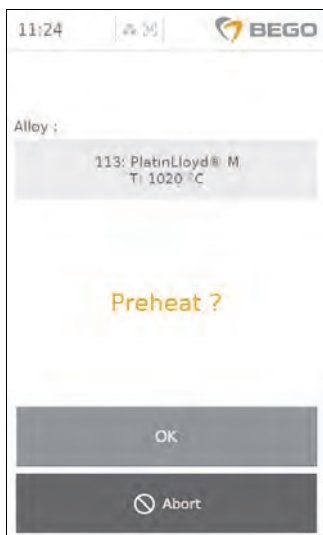 11:24
BEGO
Alloy :
113: PlatinLloyd® M
T: 1020 °C
Preheat ?
OK
Abort